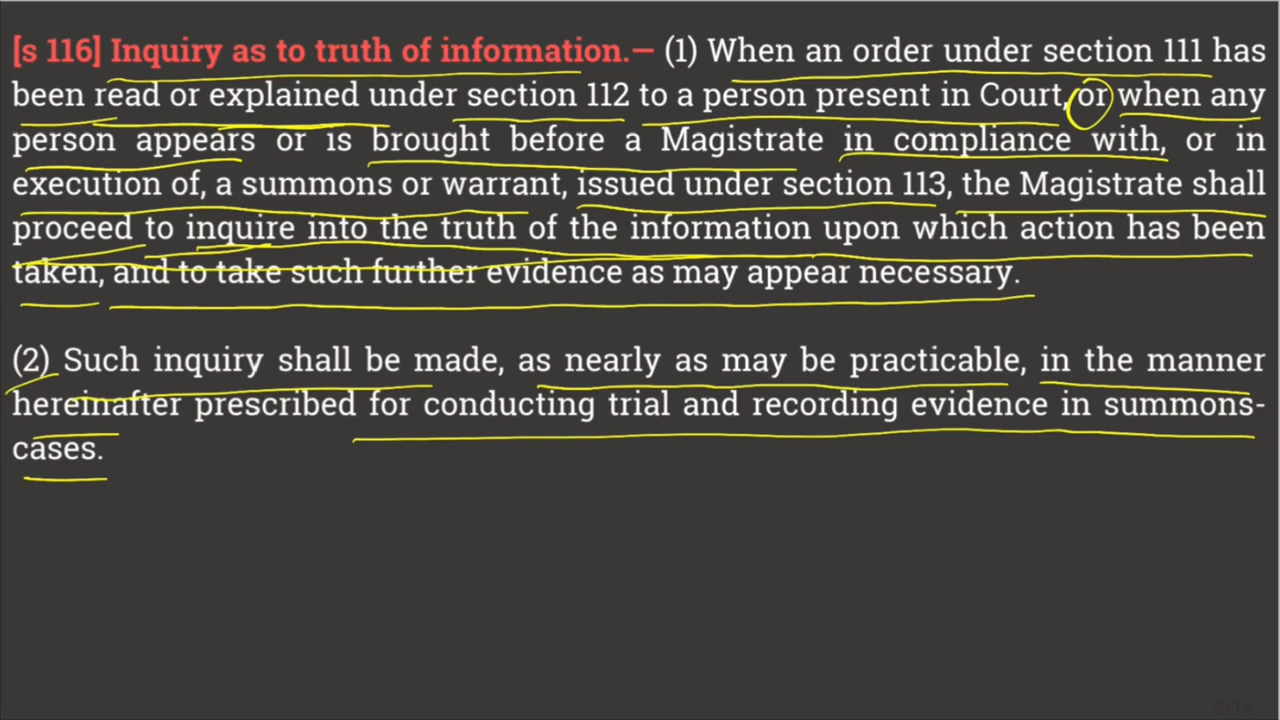 [s 116] Inquiry as to truth of information.— (1) When an order under section 111 has
been read or explained under section 112 to a person present in Court, or when any
person appears or is brought before a Magistrate in compliance with, or in
execution of, a summons or warrant, issued under section 113, the Magistrate shall
proceed to inquire into the truth of the information upon which action has been
taken, and to take such further evidence as may appear necessary.
(2) Such inquiry shall be made, as nearly as may be practicable, in the manner
hereinafter prescribed for conducting trial and recording evidence in summons-
cases.
5/14